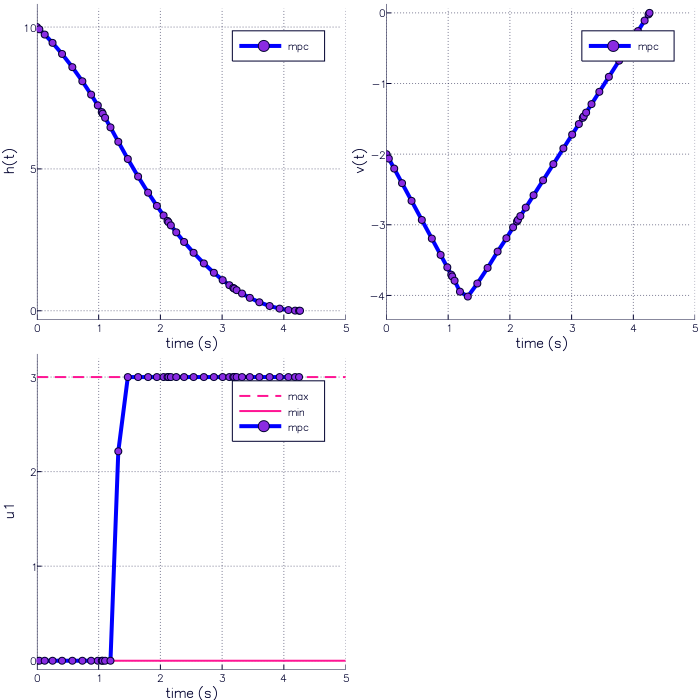 10
5
0
h(t)
0 1 2 3 4 5
time (s)
mpc
0
−1
−2
−3
−4
v(t)
0 1 2 3 4 5
time (s)
mpc
3
2
1
0
u1
0 1 2 3 4 5
time (s)
max
min
mpc